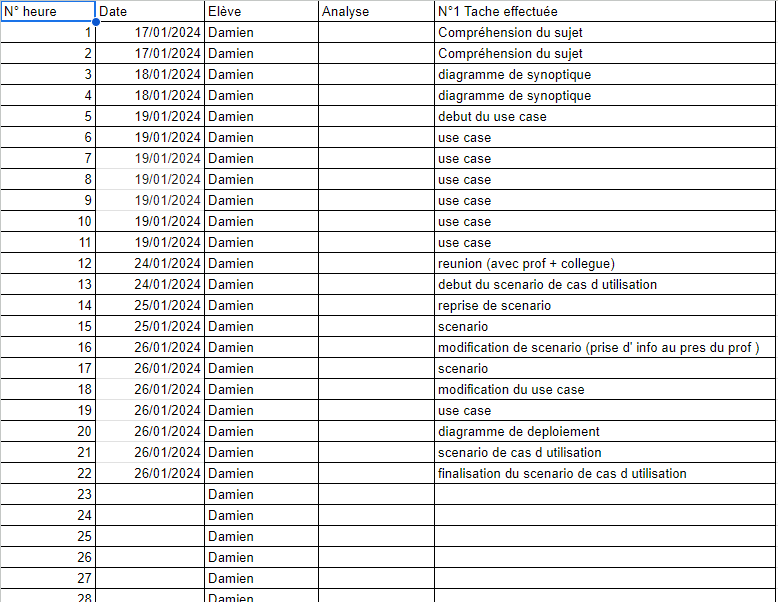 N° heure Date Elève Analyse N°1 Tache effectuée
1 17/01/2024 Damien Compréhension du sujet
2 17/01/2024 Damien Compréhension du sujet
3 18/01/2024 Damien diagramme de synoptique
4 18/01/2024 Damien diagramme de synoptique
5 19/01/2024 Damien debut du use case
6 19/01/2024 Damien use case
7 19/01/2024 Damien use case
8 19/01/2024 Damien use case
9 19/01/2024 Damien use case
10 19/01/2024 Damien use case
11 19/01/2024 Damien use case
12 24/01/2024 Damien reunion (avec prof + collegue)
13 24/01/2024 Damien debut du scenario de cas d utilisation
14 25/01/2024 Damien reprise de scenario
15 25/01/2024 Damien scenario
16 26/01/2024 Damien modification de scenario (prise d' info au pres du prof )
17 26/01/2024 Damien scenario
18 26/01/2024 Damien modification du use case
19 26/01/2024 Damien use case
20 26/01/2024 Damien diagramme de deploiement
21 26/01/2024 Damien scenario de cas d utilisation
22 26/01/2024 Damien finalisation du scenario de cas d utilisation
23 Damien
24 Damien
25 Damien
26 Damien
27 Damien
28 Damien